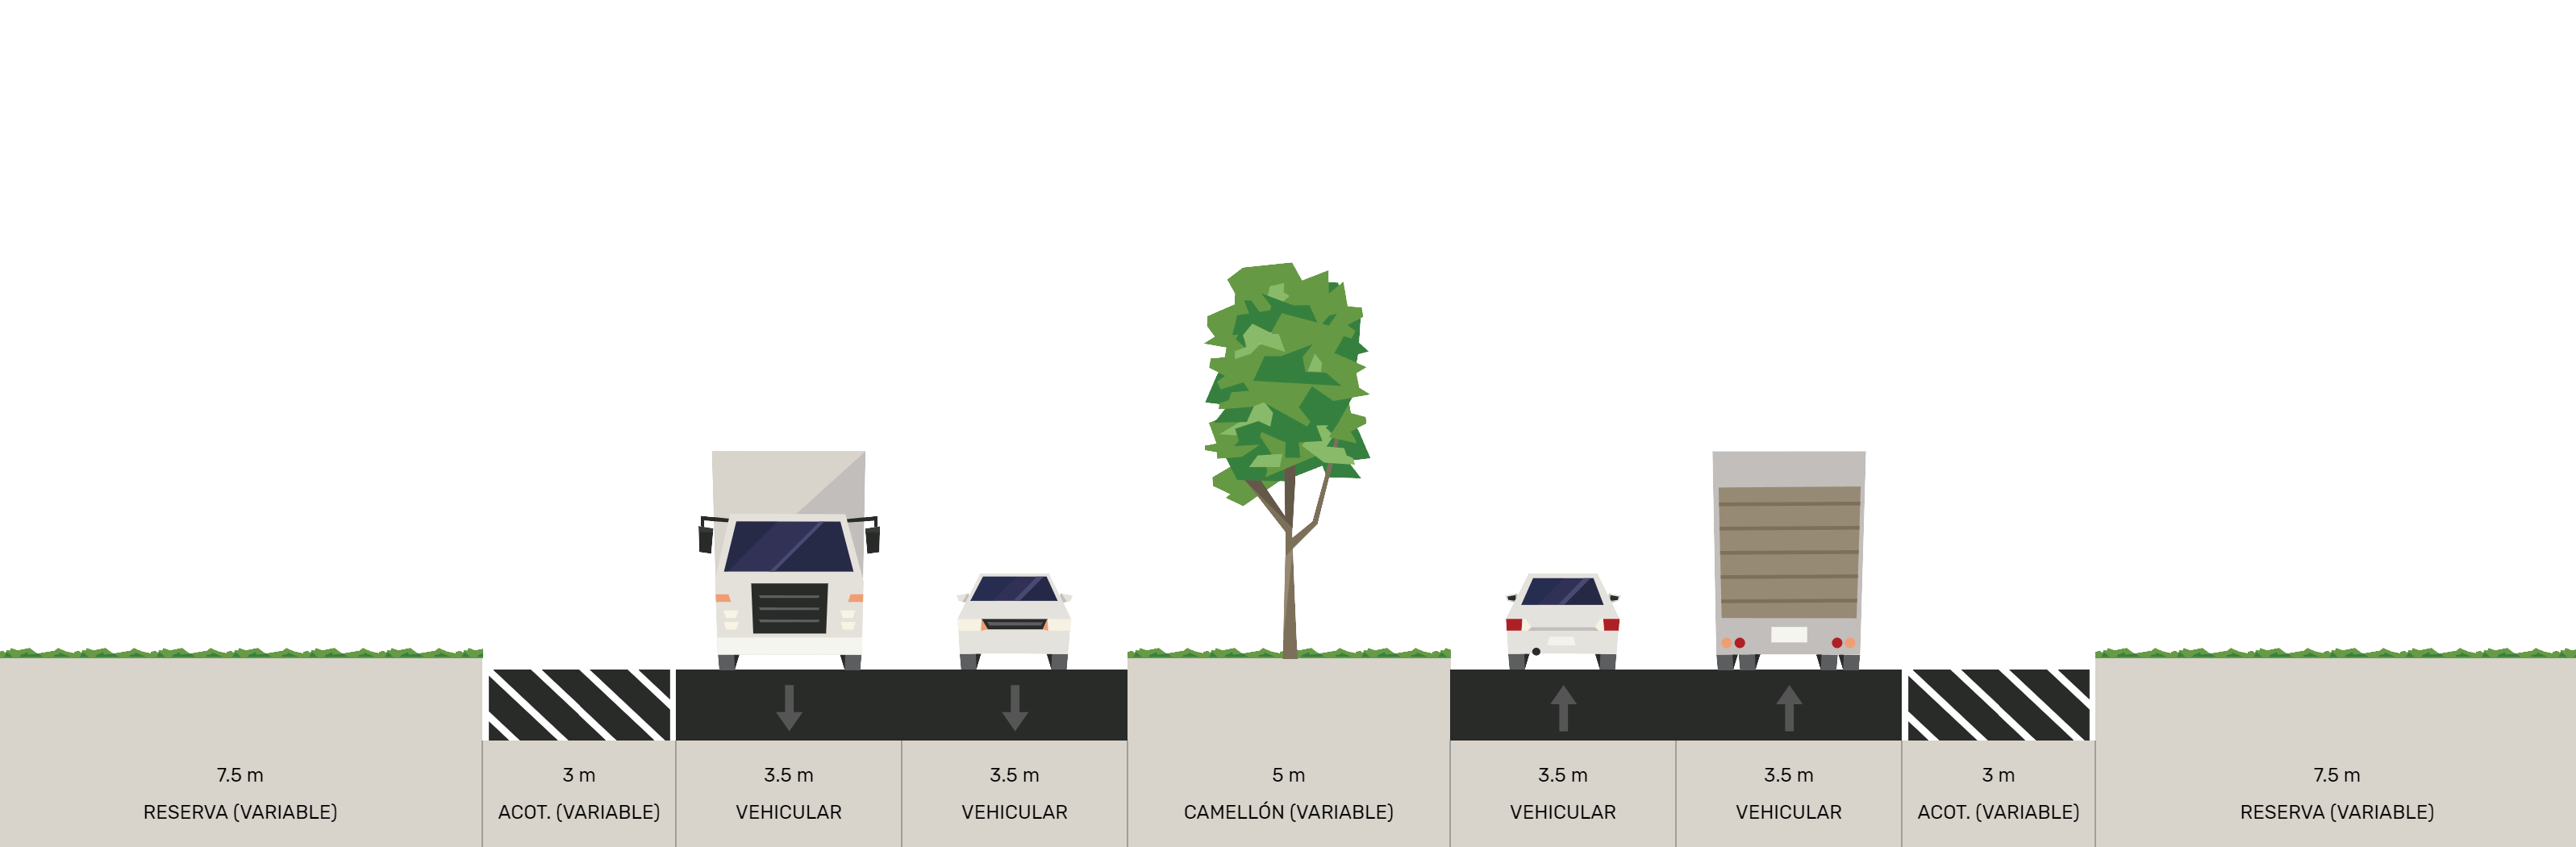 7.5 m
RESERVA (VARIABLE)
3 m
ACOT. (VARIABLE)
3.5 m
VEHICULAR
3.5 m
VEHICULAR
5 m
CAMELLÓN (VARIABLE)
3.5 m
VEHICULAR
3.5 m
VEHICULAR
3 m
ACOT. (VARIABLE)
7.5 m
RESERVA (VARIABLE)